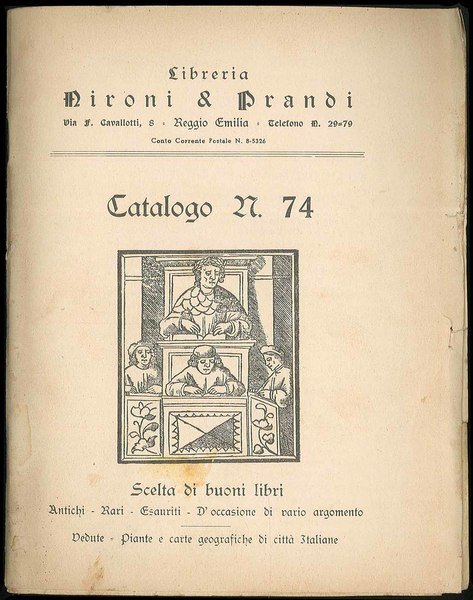 Libreria
Nironi & Prandi
Via F. Cavallotti, 8 - Reggio Emilia - Telefono N. 29=79
Conto Corrente Postale N. 8-5326
Catalogo N. 74
Scelta di buoni libri
Antichi - Rari - Esauriti - D'occasione di vario argomento
Vedute - Piante e carte geografiche di città Italiane